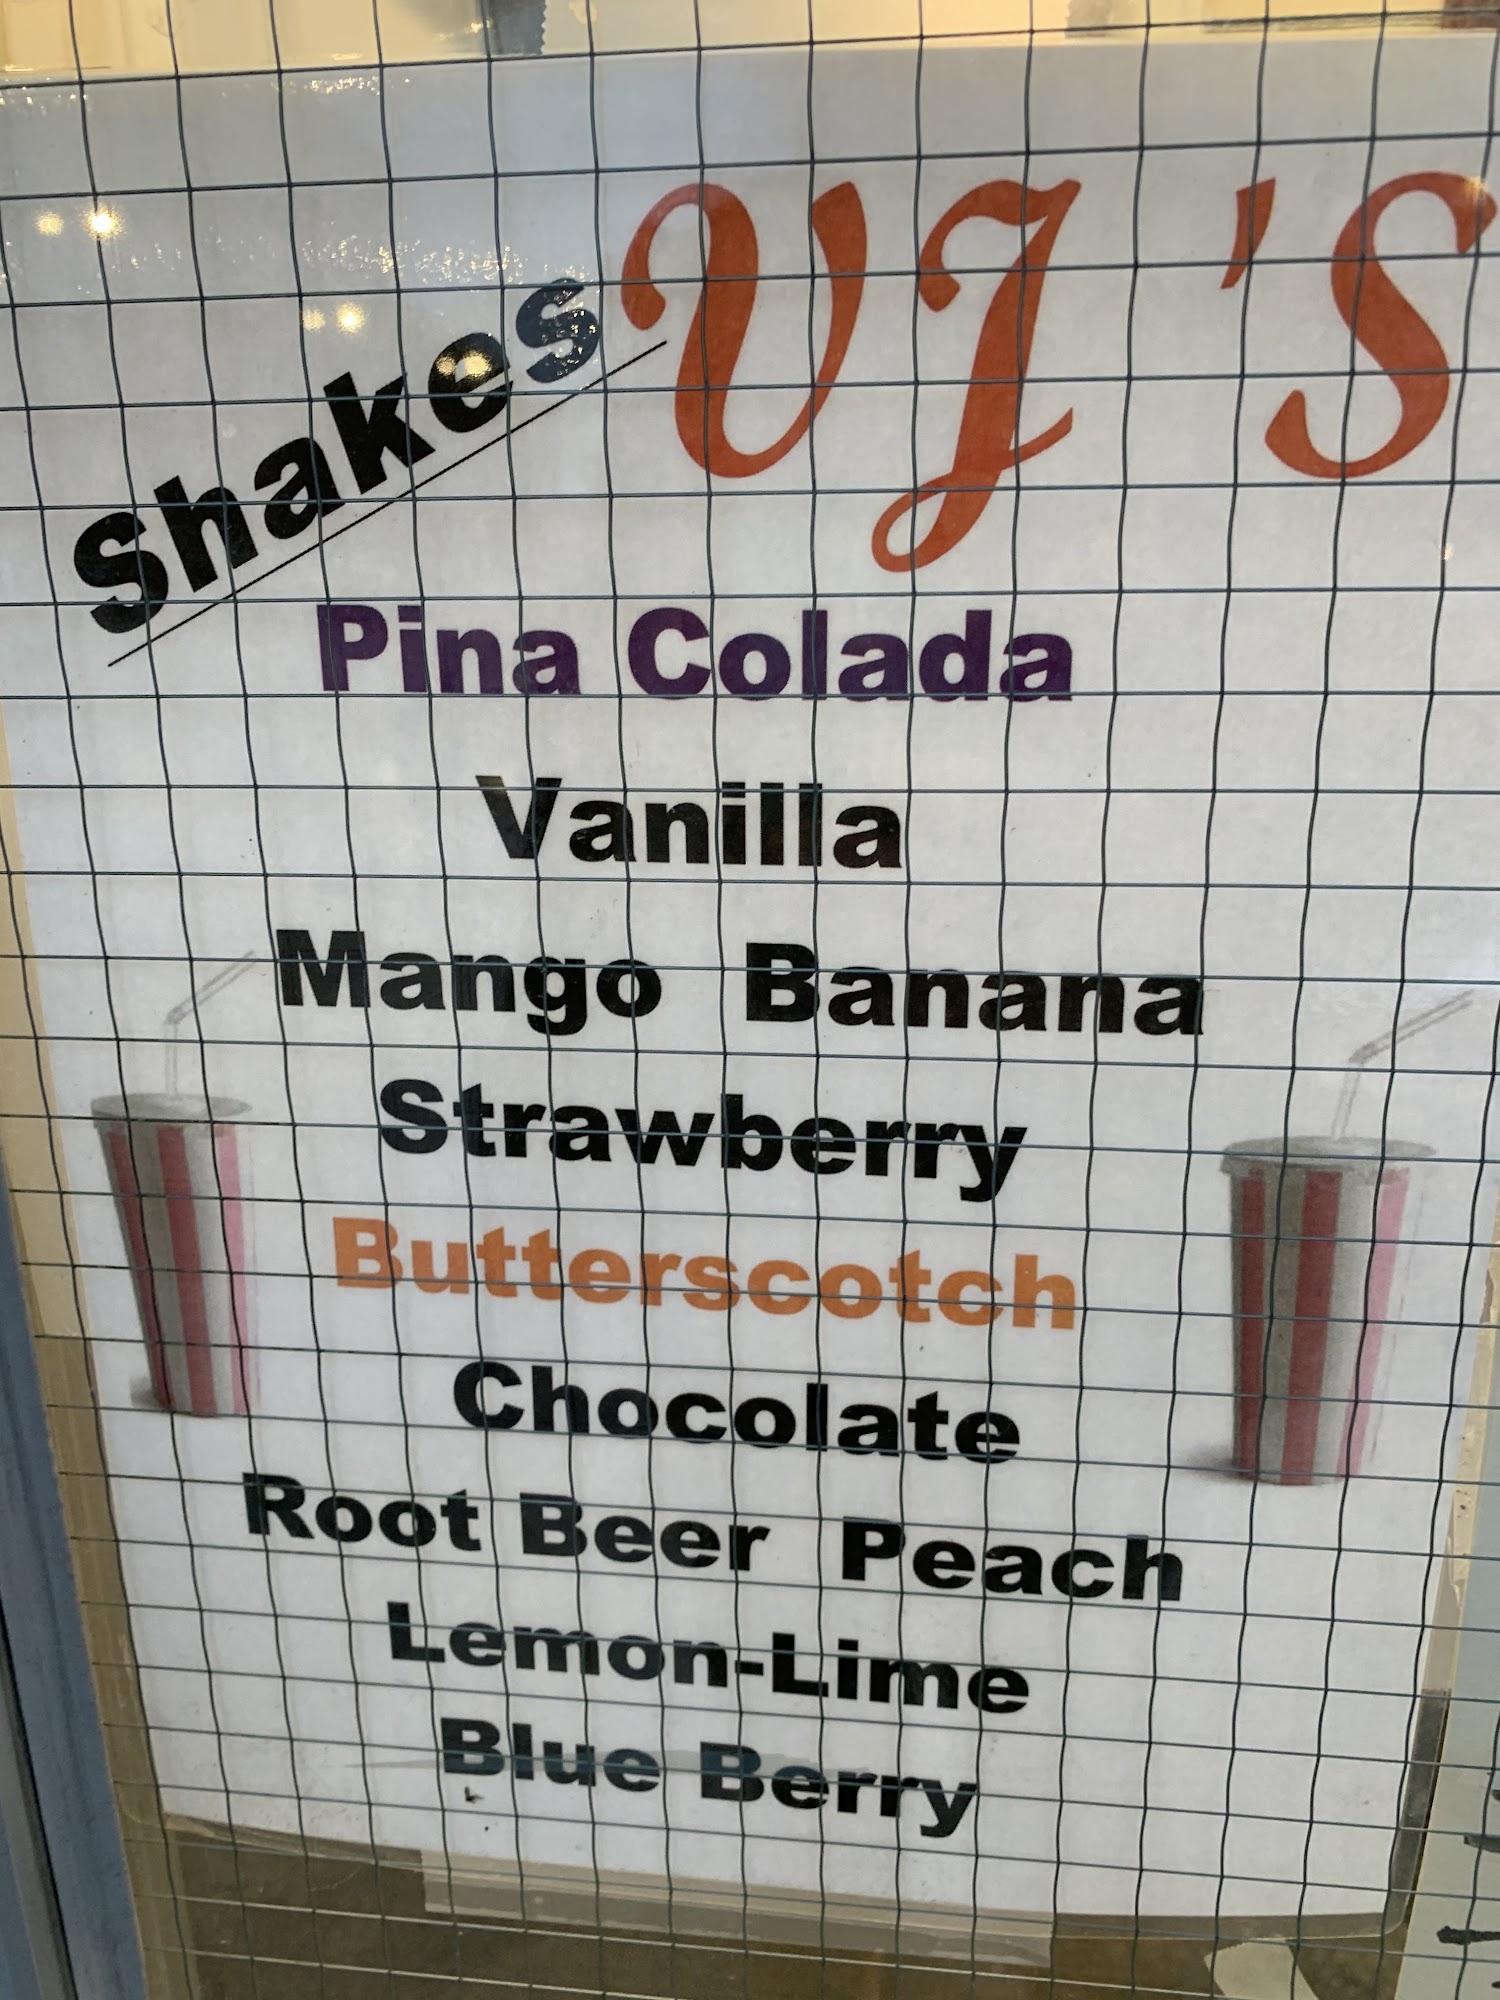 VJ'S
Shakes
Pina Colada
Vanilla
Mango Banana
Strawberry
Butterscotch
Chocolate
Root Beer Peach
Lemon-Lime
Blue Berry